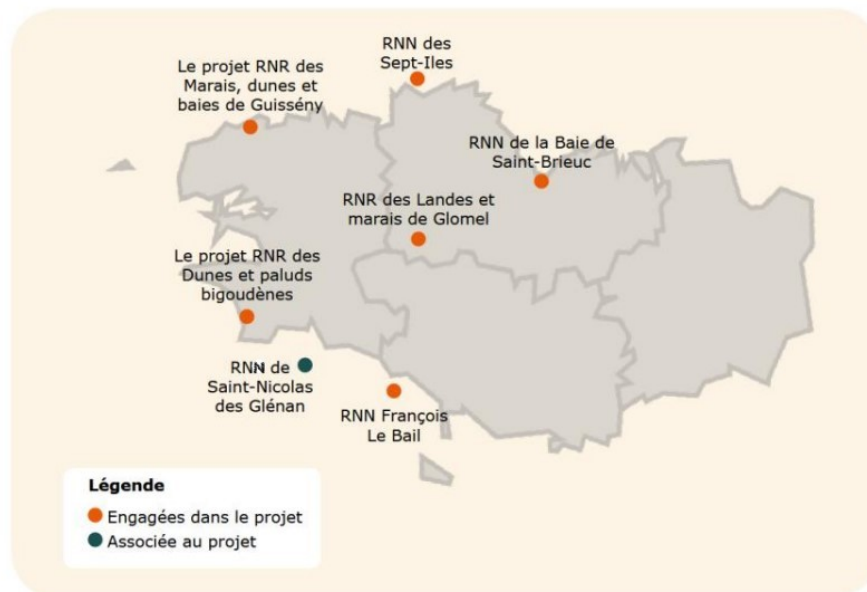 RNN des
Sept-Iles
Le projet RNR des
Marais, dunes et
baies de Guissény
RNN de la Baie de
Saint-Brieuc
RNR des Landes et
marais de Glomel
Le projet RNR des
Dunes et paluds
bigoudènes
RNN de
Saint-Nicolas
des Glénan
RNN François
Le Bail
Légende
Engagées dans le projet
Associée au projet